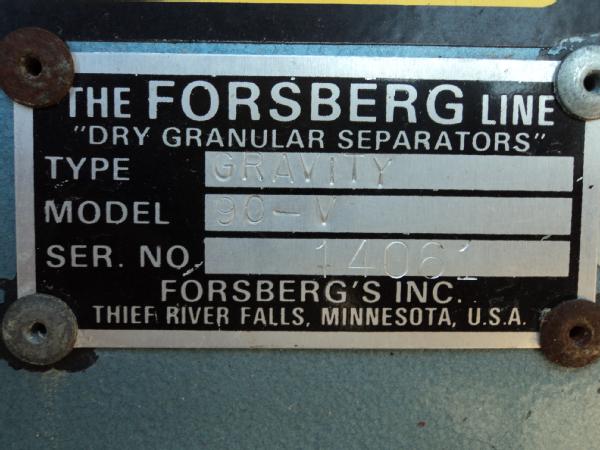 THE FORSBERG LINE
"DRY GRANULAR SEPARATORS"
TYPE GRAVITY
MODEL 90-V
SER. NO. 14061
FORSBERG'S INC.
THIEF RIVER FALLS, MINNESOTA, U.S.A.